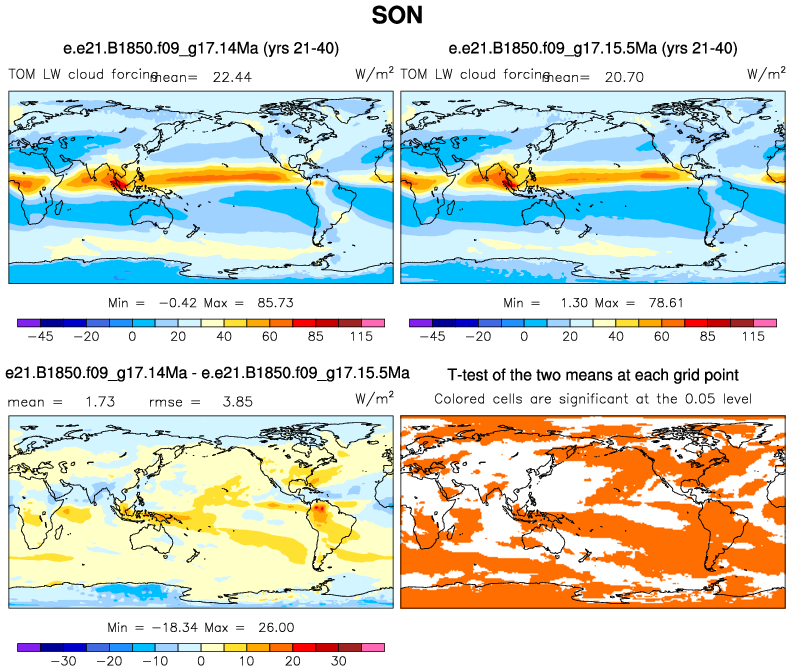 SON
e.e21.B1850.f09_g17.14Ma (yrs 21-40)
e.e21.B1850.f09_g17.15.5Ma (yrs 21-40)
TOM LW cloud forcing mean= 22.44 W/m²
TOM LW cloud forcing mean= 20.70 W/m²
Min = -0.42 Max = 85.73
Min = 1.30 Max = 78.61
-45 -20 0 20 40 60 85 115
-45 -20 0 20 40 60 85 115
e21.B1850.f09_g17.14Ma - e.e21.B1850.f09_g17.15.5Ma
T-test of the two means at each grid point
mean = 1.73 rmse = 3.85 W/m²
Colored cells are significant at the 0.05 level
Min = -18.34 Max = 26.00
-30 -20 -10 0 10 20 30